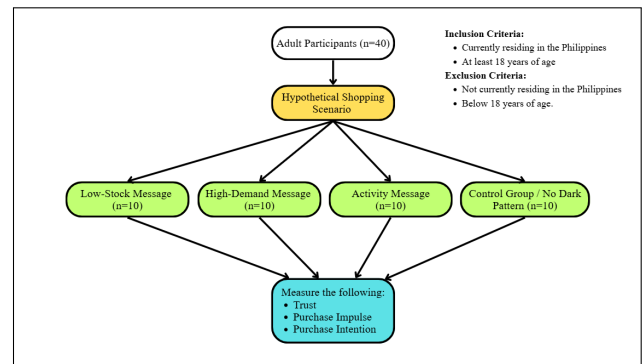 Adult Participants (n=40)
Inclusion Criteria:
• Currently residing in the Philippines
• At least 18 years of age
Exclusion Criteria:
• Not currently residing in the Philippines
• Below 18 years of age.
Hypothetical Shopping
Scenario
Low-Stock Message
(n=10)
High-Demand Message
(n=10)
Activity Message
(n=10)
Control Group / No Dark
Pattern (n=10)
Measure the following:
• Trust
• Purchase Impulse
• Purchase Intention